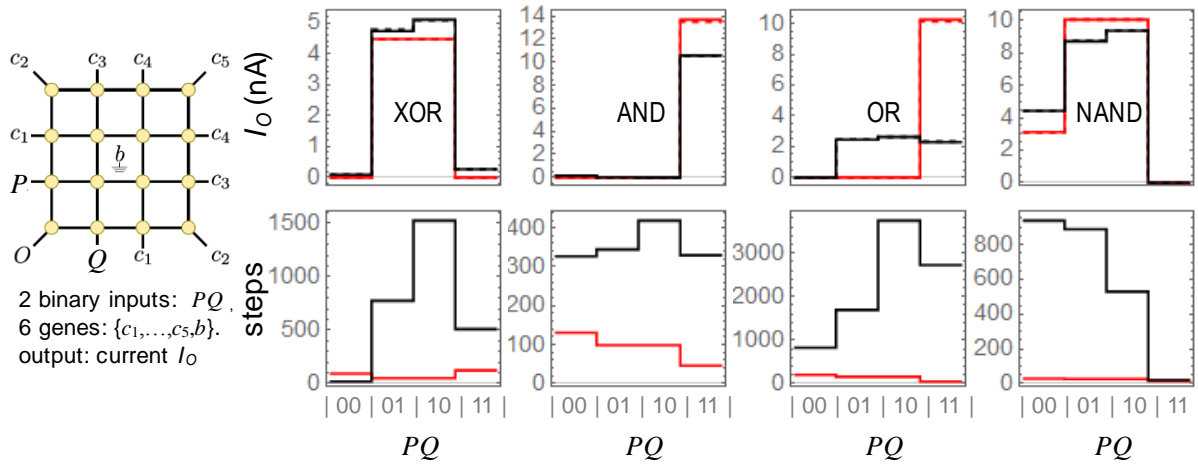 c2 c3 c4 c5
c1 c4
P b c3
O Q c1 c2
2 binary inputs: PQ,
6 genes: {c1,...,c5,b}.
output: current IO
IO (nA)
5
4
3
2
1
0
XOR
14
12
10
8
6
4
2
0
AND
10
8
6
4
2
0
OR
10
8
6
4
2
0
NAND
steps
1500
1000
500
0
400
300
200
100
0
3000
2000
1000
0
800
600
400
200
0
| 00 | 01 | 10 | 11 |
| 00 | 01 | 10 | 11 |
| 00 | 01 | 10 | 11 |
| 00 | 01 | 10 | 11 |
PQ PQ PQ PQ